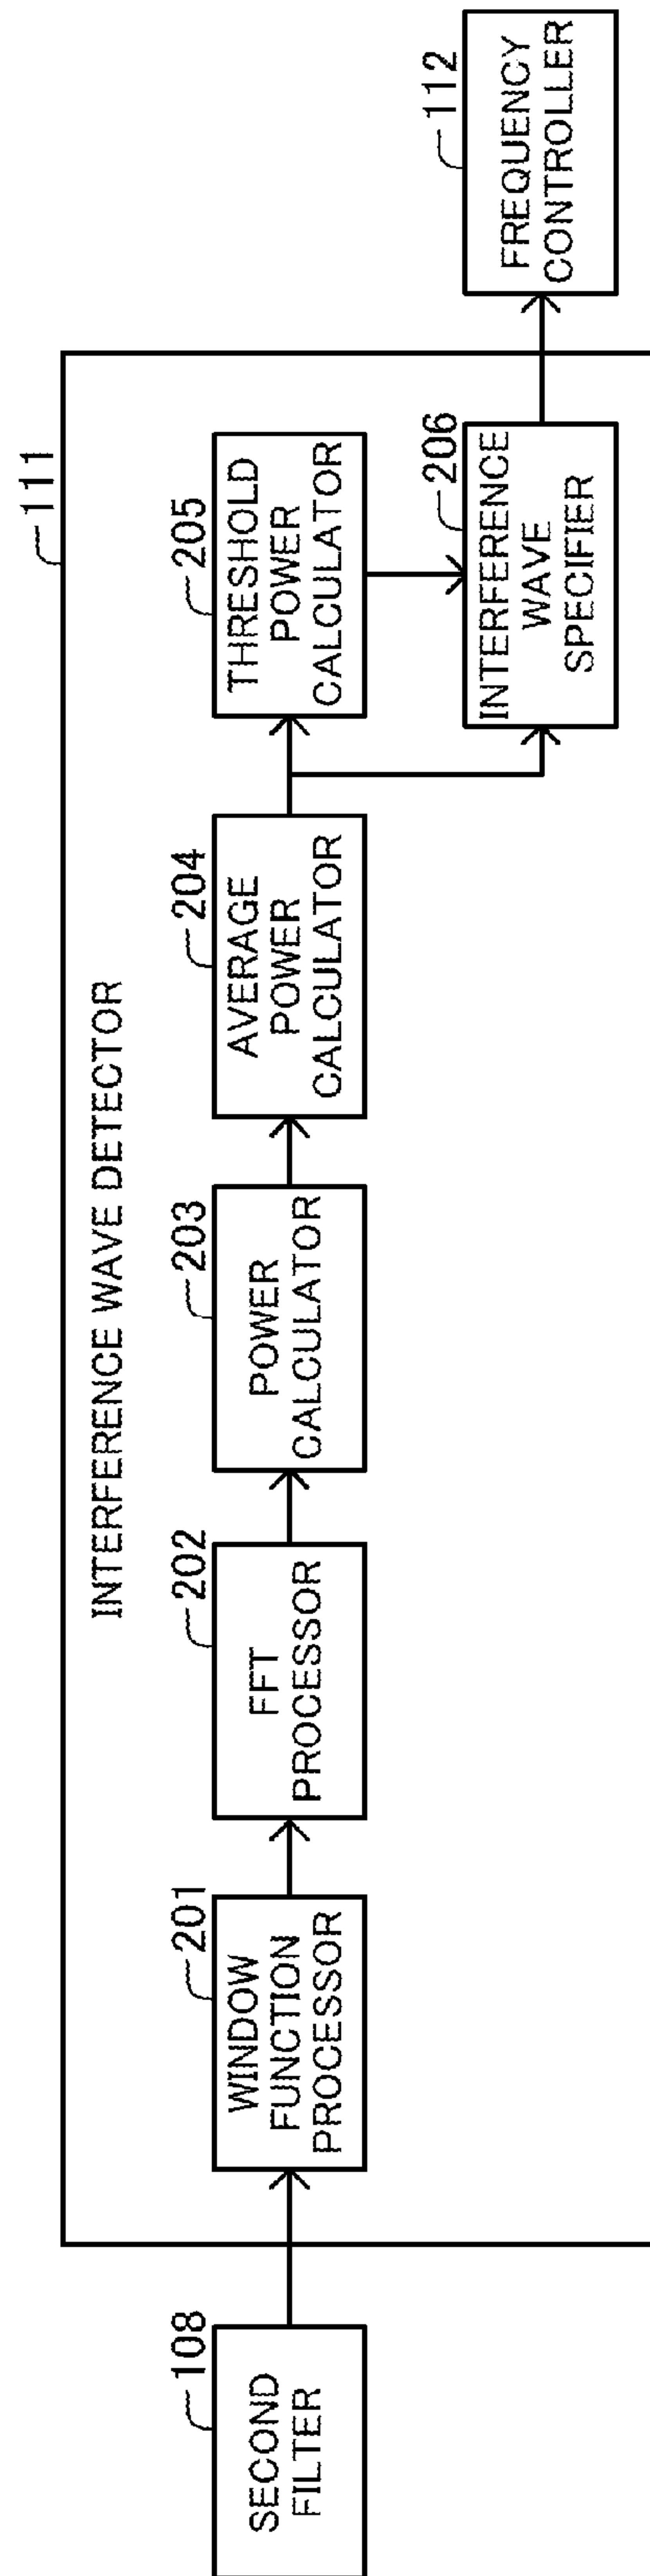 111
INTERFERENCE WAVE DETECTOR
108
SECOND
FILTER
201
WINDOW
FUNCTION
PROCESSOR
202
FFT
PROCESSOR
203
POWER
CALCULATOR
204
AVERAGE
POWER
CALCULATOR
205
THRESHOLD
POWER
CALCULATOR
206
INTERFERENCE
WAVE
SPECIFIER
112
FREQUENCY
CONTROLLER